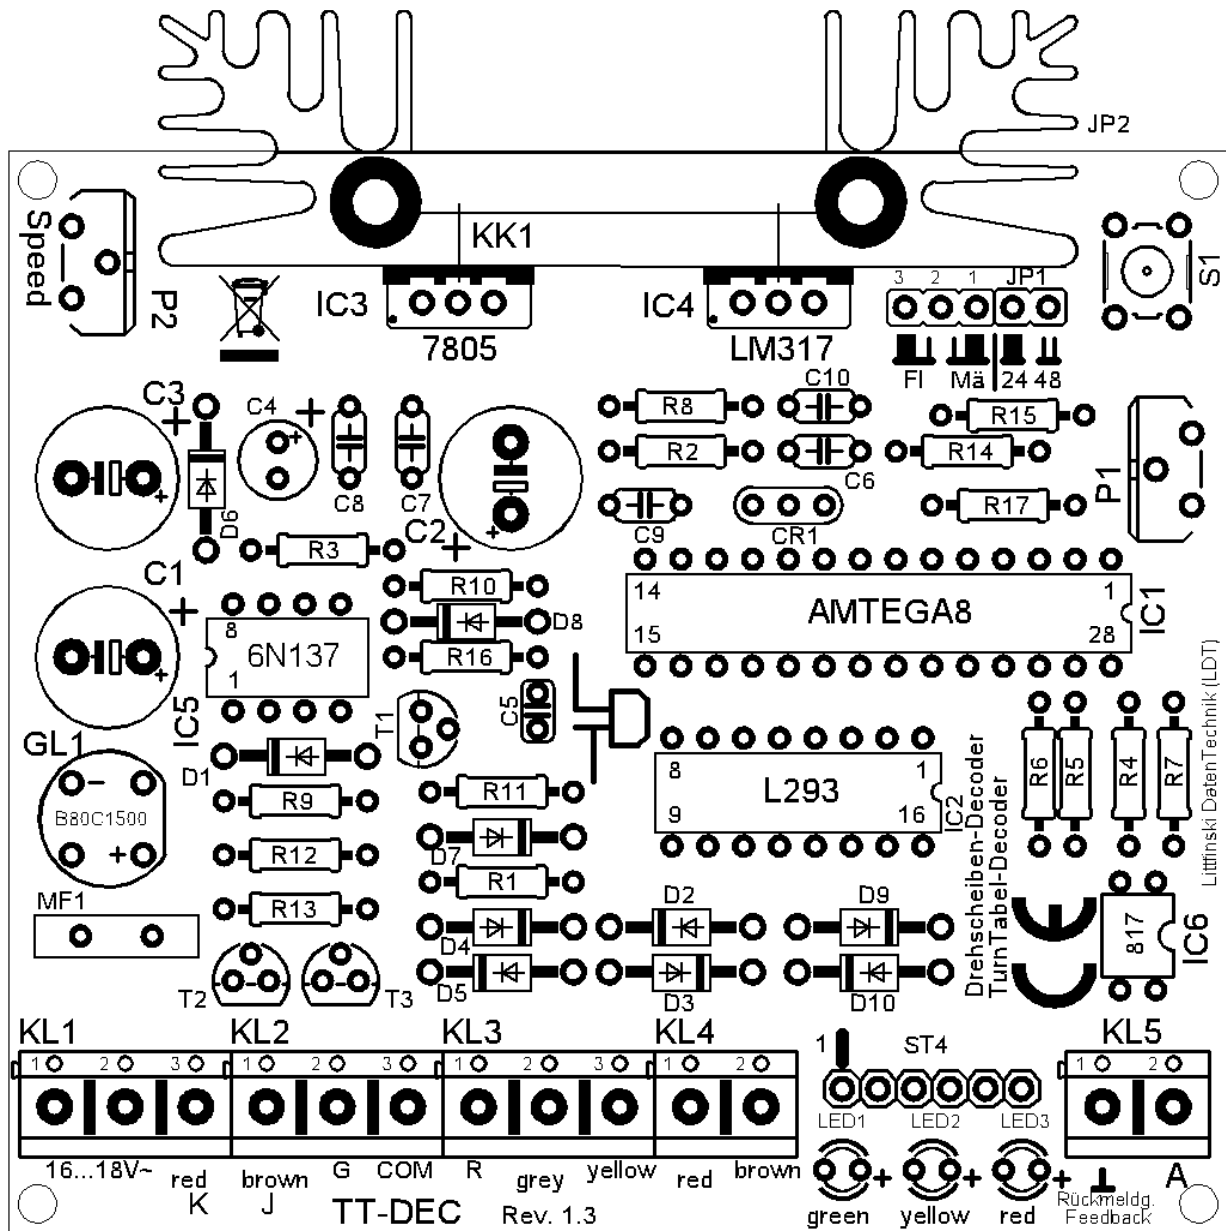 JP2
KK1
Speed
P2
IC3
7805
IC4
LM317
3 2 1 JP1
Fl Mä 24 48
S1
C3
C4
C8
C7
D6
R3
C2
R8
R2
C10
C6
C9
CR1
R15
R14
R17
P1
C1
8
6N137
1
IC5
R10
D8
R16
T1
C5
14 1
AMTEGA8
15 28
IC1
GL1
B80C1500
D1
R9
R12
R13
R11
D7
R1
D4
D5
8 1
L293
9 16
IC2
D2
D3
D9
D10
Drehscheiben-Decoder
TurnTabel-Decoder
R6
R5
R4
R7
Littfinski DatenTechnik (LDT)
CE
817
IC6
MF1
T2
T3
KL1 KL2 KL3 KL4 ST4 KL5
1 2 3 1 2 3 1 2 3 1 2 1 1 2
LED1 LED2 LED3
16...18V~ red brown G COM R grey yellow red brown
K J
TT-DEC Rev. 1.3
green yellow red
A
Rückmeldg.
Feedback